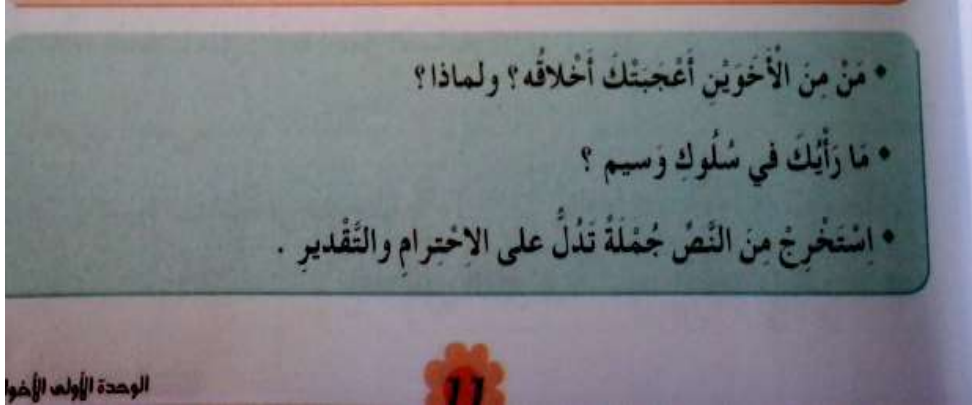 • مَنْ مِنَ الْأَخَوَيْنِ أَعْجَبَتْكَ أَخْلاقُه؟ ولماذا؟
• مَا رَأْيُكَ في سُلُوكِ وَسيم ؟
• اِسْتَخْرِجْ مِنَ النَّصِّ جُمْلَةً تَدُلُّ على الاِحْتِرامِ والتَّقْديرِ .
11
الوحدة الأولى